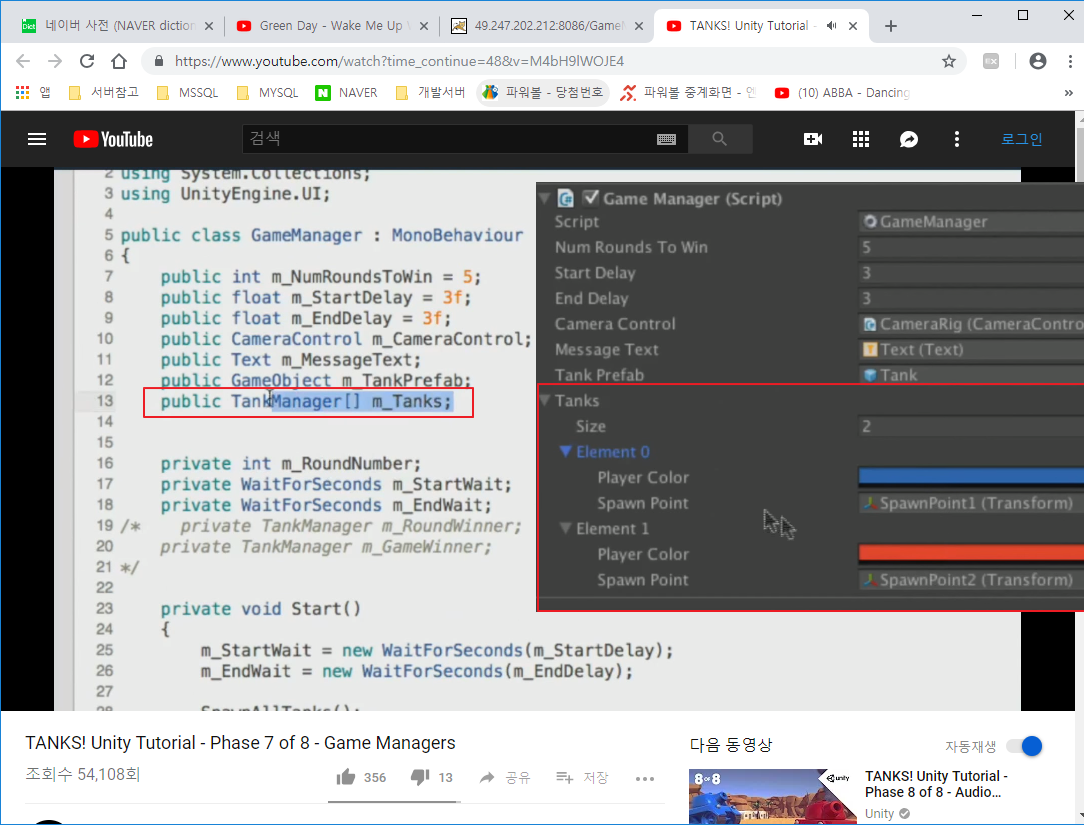 네이버 사전 (NAVER diction
Green Day - Wake Me Up
49.247.202.212:8086/GameM
TANKS! Unity Tutorial -
https://www.youtube.com/watch?time_continue=48&v=M4bH9lWOJE4
앱
서버참고
MSSQL
MYSQL
NAVER
개발서버
파워볼 - 당첨번호
파워볼 중계화면 -
(10) ABBA - Dancing
YouTube
검색
로그인
2 using System.Collections;
3 using UnityEngine.UI;
4
5 public class GameManager : MonoBehaviour
6 {
7 public int m_NumRoundsToWin = 5;
8 public float m_StartDelay = 3f;
9 public float m_EndDelay = 3f;
10 public CameraControl m_CameraControl;
11 public Text m_MessageText;
12 public GameObject m_TankPrefab;
13 public TankManager[] m_Tanks;
14
15
16 private int m_RoundNumber;
17 private WaitForSeconds m_StartWait;
18 private WaitForSeconds m_EndWait;
19 /* private TankManager m_RoundWinner;
20 private TankManager m_GameWinner;
21 */
22
23 private void Start()
24 {
25 m_StartWait = new WaitForSeconds(m_StartDelay);
26 m_EndWait = new WaitForSeconds(m_EndDelay);
27
28 SpawnAllTanks();
Game Manager (Script)
Script GameManager
Num Rounds To Win 5
Start Delay 3
End Delay 3
Camera Control CameraRig (CameraContro
Message Text Text (Text)
Tank Prefab Tank
Tanks
Size 2
Element 0
Player Color
Spawn Point SpawnPoint1 (Transform)
Element 1
Player Color
Spawn Point SpawnPoint2 (Transform)
TANKS! Unity Tutorial - Phase 7 of 8 - Game Managers
조회수 54,108회
356
13
공유
저장
다음 동영상
자동재생
8 OF 8
unity
TANKS! Unity Tutorial -
Phase 8 of 8 - Audio...
Unity